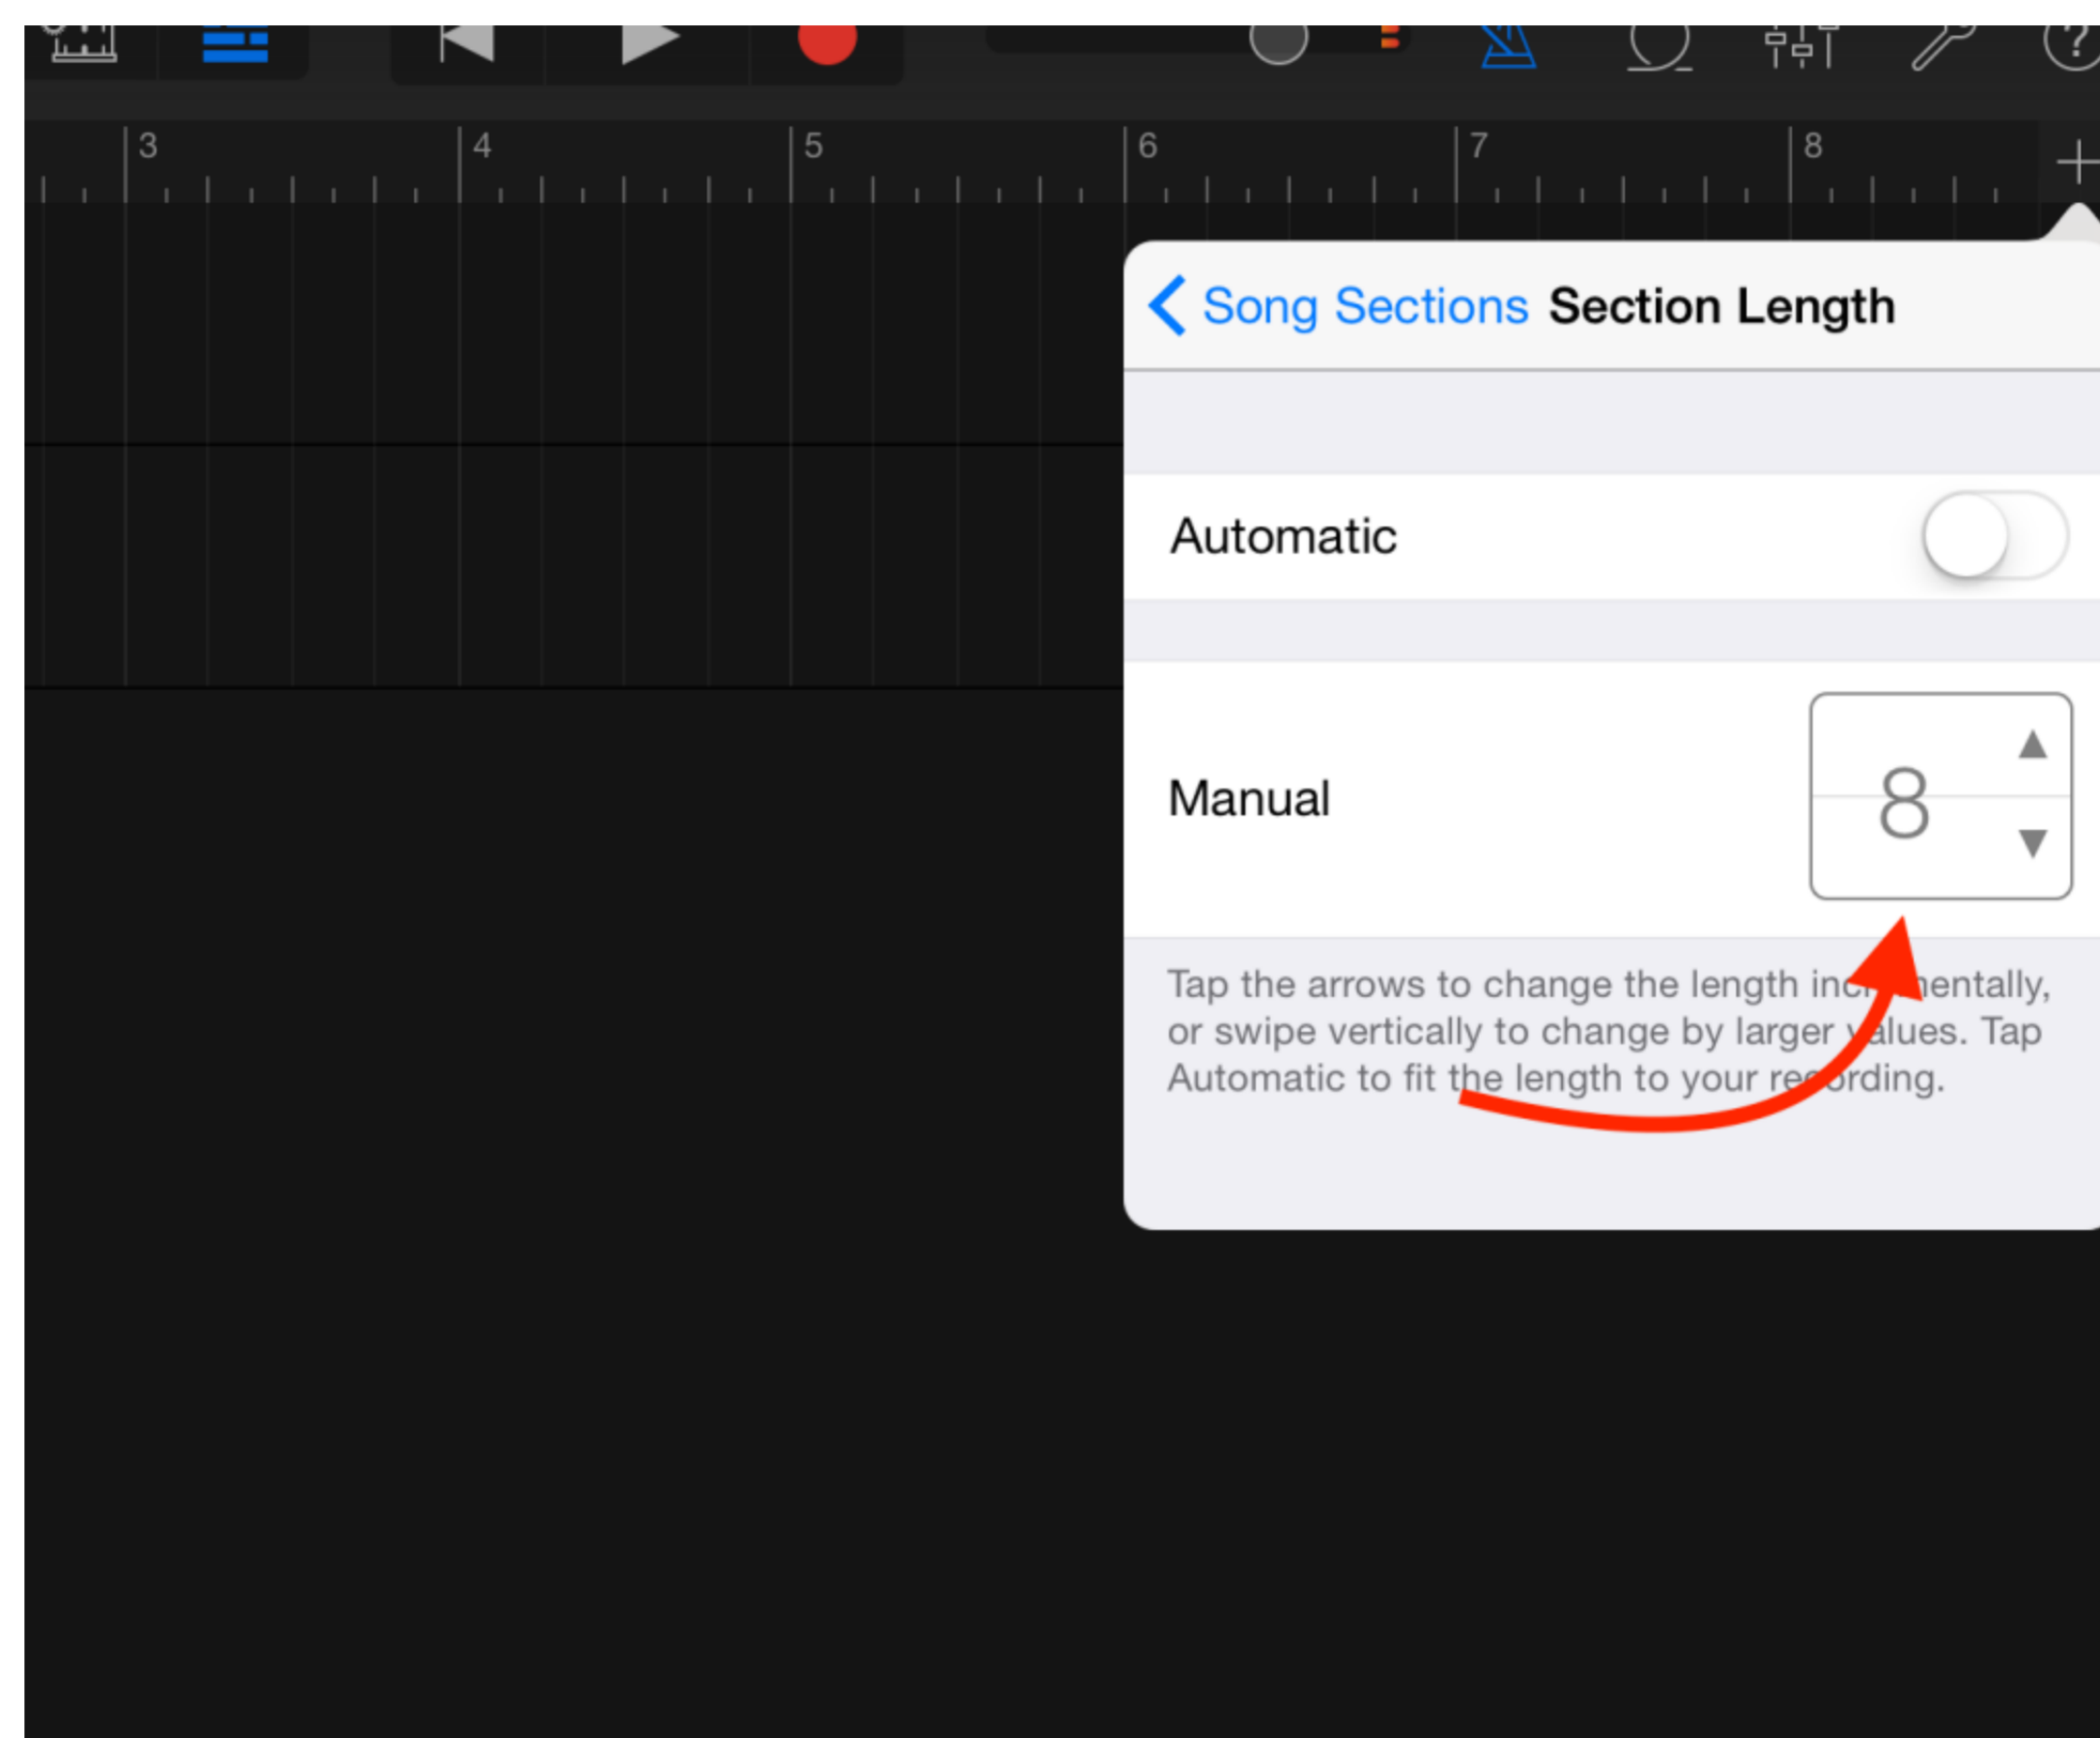 3 4 5 6 7 8
Song Sections Section Length
Automatic
Manual
8
Tap the arrows to change the length incrementally,
or swipe vertically to change by larger values. Tap
Automatic to fit the length to your recording.